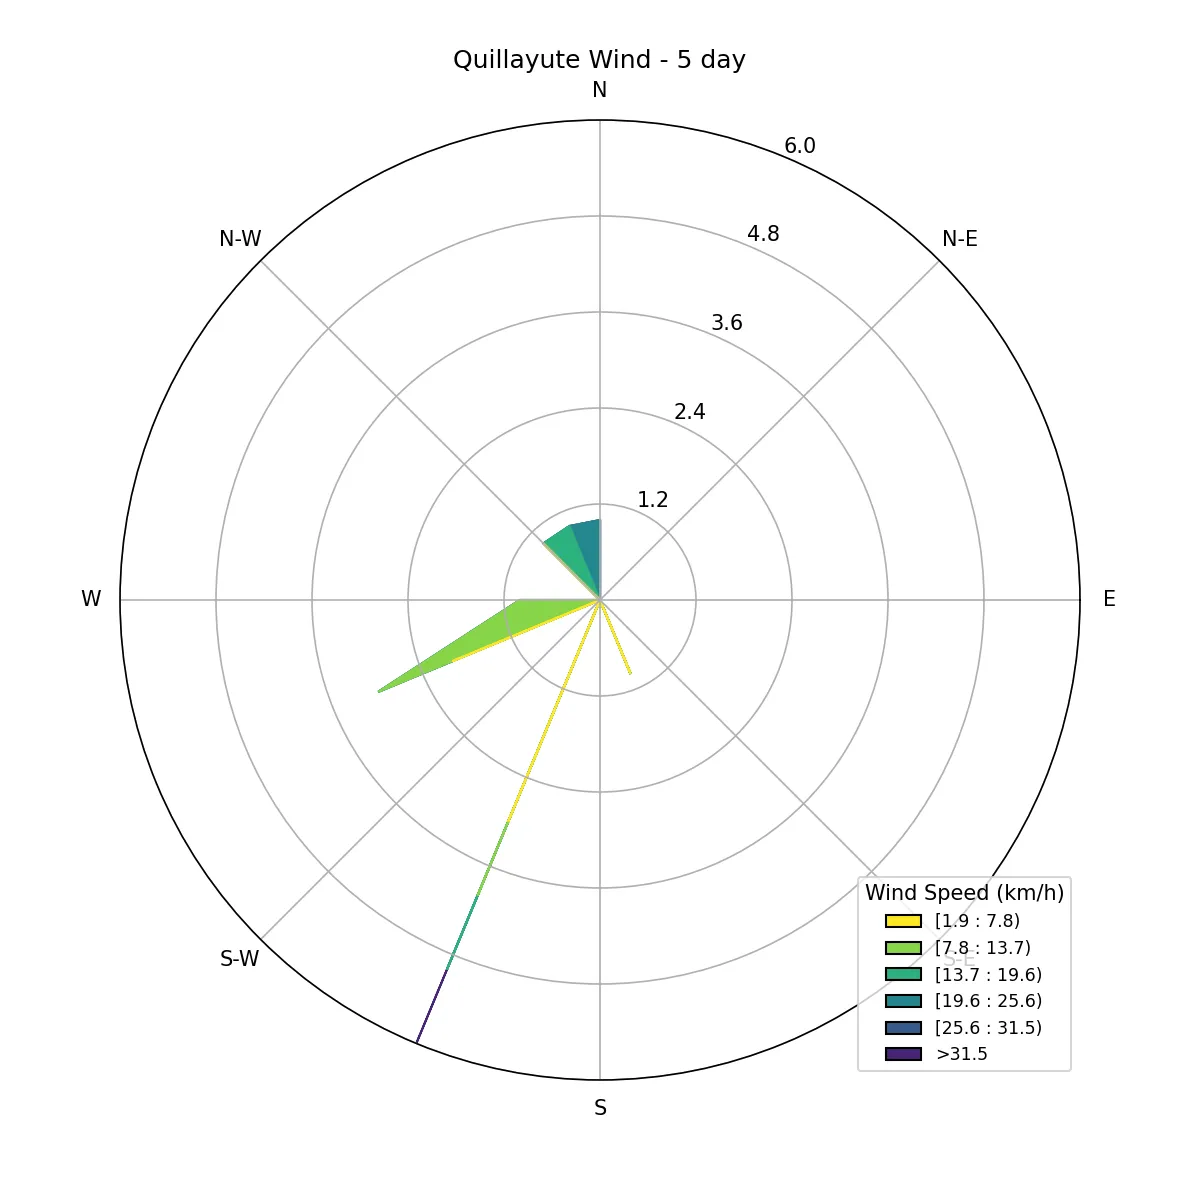 Quillayute Wind - 5 day
N
6.0
N-W
N-E
4.8
3.6
2.4
1.2
W
E
S-W
S-E
S
Wind Speed (km/h)
[1.9 : 7.8)
[7.8 : 13.7)
[13.7 : 19.6)
[19.6 : 25.6)
[25.6 : 31.5)
>31.5